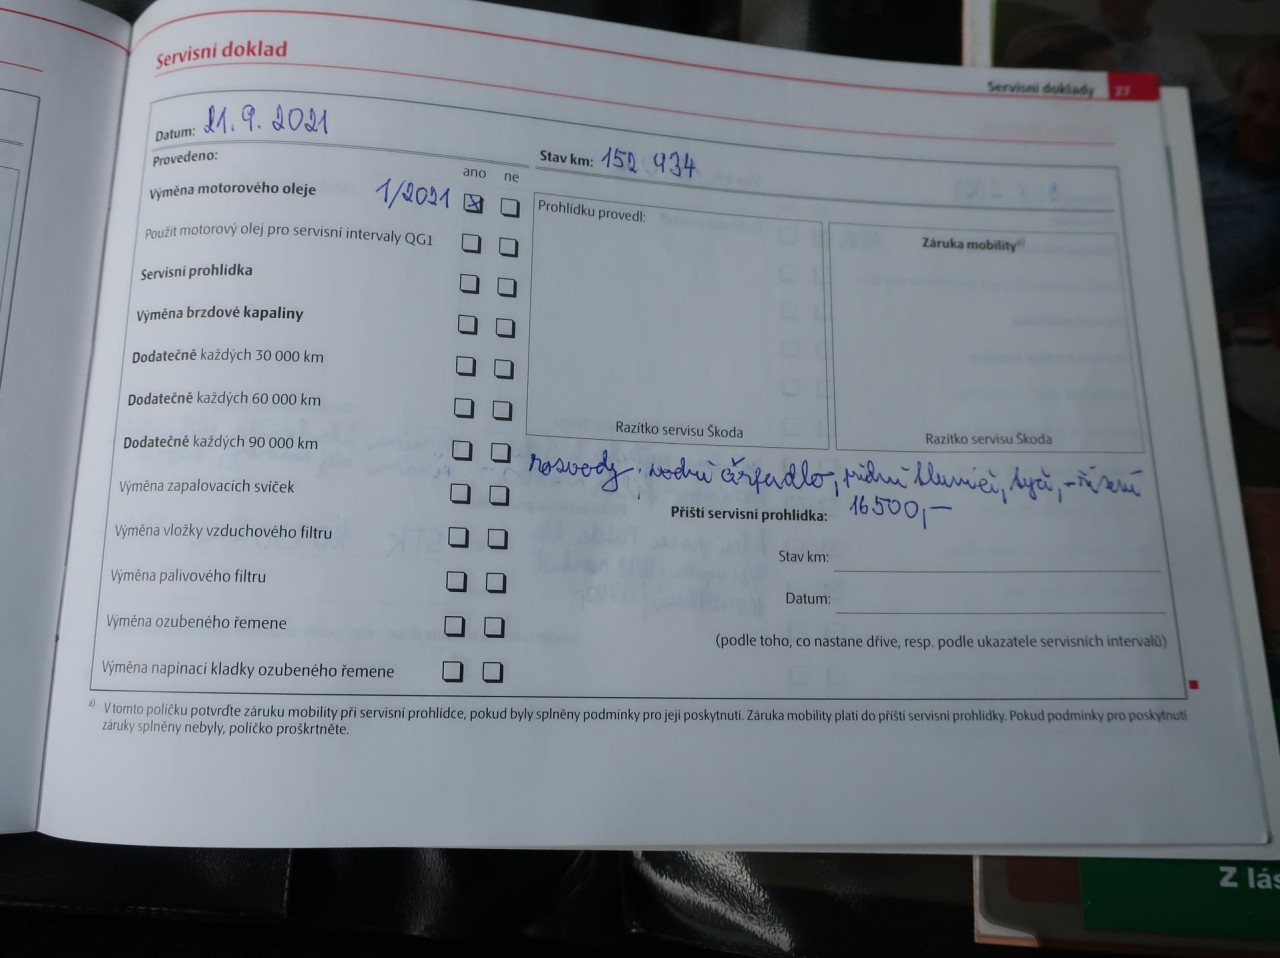 Servisní doklad
Servisní doklady 27
Datum: 21.9.2021
Stav km: 152 934
Provedeno:
ano ne
Výměna motorového oleje 1/2021
Použit motorový olej pro servisní intervaly QG1
Servisní prohlídka
Výměna brzdové kapaliny
Dodatečně každých 30 000 km
Dodatečně každých 60 000 km
Dodatečně každých 90 000 km
Výměna zapalovacích svíček
Výměna vložky vzduchového filtru
Výměna palivového filtru
Výměna ozubeného řemene
Výměna napínací kladky ozubeného řemene
Prohlídku provedl:
Razítko servisu Škoda
Záruka mobility a)
Razítko servisu Škoda
rozvody, vodní čerpadlo, tlumiči, tyčí, - řízení
16500,-
Příští servisní prohlídka:
Stav km:
Datum:
(podle toho, co nastane dříve, resp. podle ukazatele servisních intervalů)
a) V tomto políčku potvrďte záruku mobility při servisní prohlídce, pokud byly splněny podmínky pro její poskytnutí. Záruka mobility platí do příští servisní prohlídky. Pokud podmínky pro poskytnutí
záruky splněny nebyly, políčko proškrtněte.
Z lás